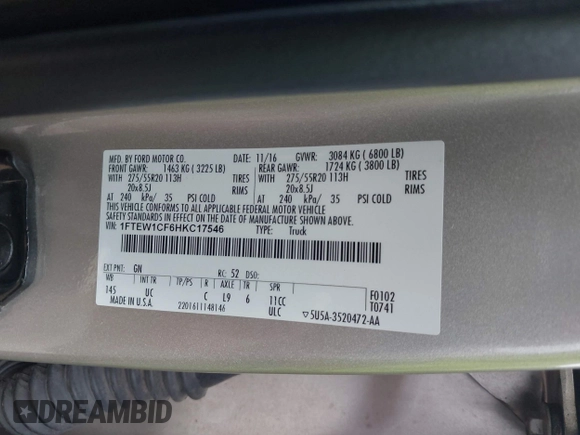 MFD. BY FORD MOTOR CO.
DATE: 11/16 GVWR: 3084 KG ( 6800 LB)
FRONT GAWR: 1463 KG ( 3225 LB) REAR GAWR: 1724 KG ( 3800 LB)
WITH 275/55R20 113H TIRES WITH 275/55R20 113H TIRES
20x8.5J RIMS 20x8.5J RIMS
AT 240 kPa/ 35 PSI COLD AT 240 kPa/ 35 PSI COLD
THIS VEHICLE CONFORMS TO ALL APPLICABLE FEDERAL MOTOR VEHICLE
SAFETY STANDARDS IN EFFECT ON THE DATE OF MANUFACTURE SHOWN ABOVE.
VIN: 1FTEW1CF6HKC17546 TYPE: Truck
EXT PNT: GN RC: 52 DSO:
WB TP/PS R AXLE TR SPR
145 UC C L9 6 11CC F0102
MADE IN U.S.A. ULC T0741
2201611148146 ▽5U5A-3520472-AA
DREAMBID